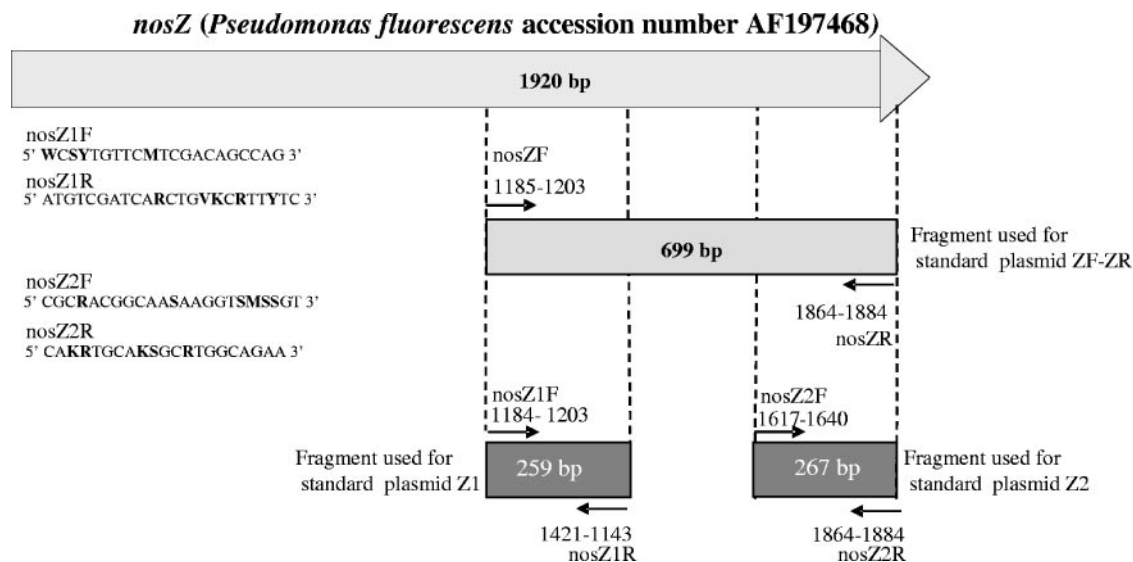 nosZ (Pseudomonas fluorescens accession number AF197468)
1920 bp
nosZ1F
5' WCSYTGTTCMTCGACAGCCAG 3'
nosZ1R
5' ATGTCGATCARCTGVKCRTTYTC 3'
nosZ2F
5' CGCRACGGCAASAAGGTSMSSGT 3'
nosZ2R
5' CAKRTGCAKSGCRTGGCAGAA 3'
nosZF
1185-1203
699 bp
Fragment used for
standard plasmid ZF-ZR
1864-1884
nosZR
nosZ1F
1184- 1203
nosZ2F
1617-1640
Fragment used for
standard plasmid Z1
259 bp
267 bp
Fragment used for
standard plasmid Z2
1421-1143
nosZ1R
1864-1884
nosZ2R